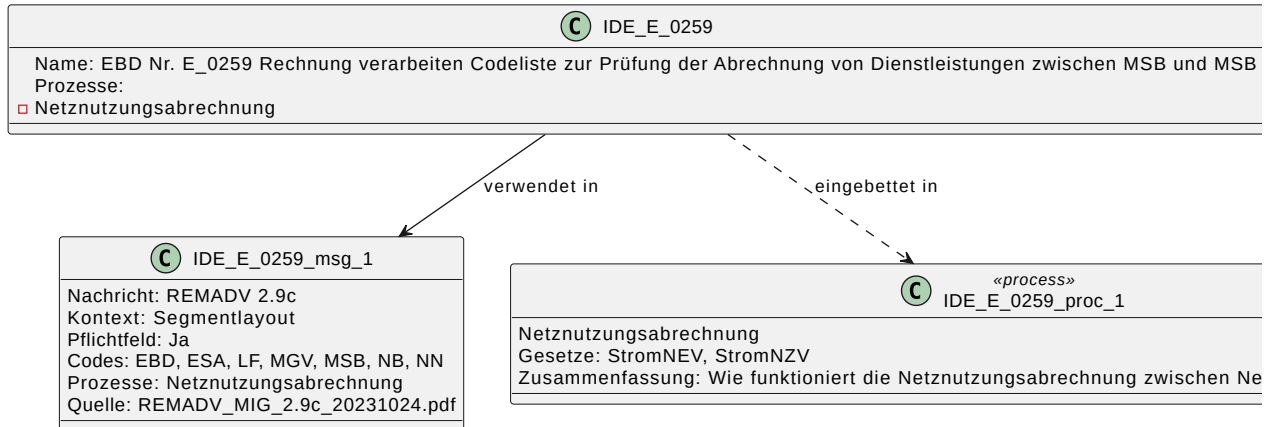 C IDE_E_0259
Name: EBD Nr. E_0259 Rechnung verarbeiten Codeliste zur Prüfung der Abrechnung von Dienstleistungen zwischen MSB und MSB
Prozesse:
Netznutzungsabrechnung
verwendet in
eingebettet in
C IDE_E_0259_msg_1
Nachricht: REMADV 2.9c
Kontext: Segmentlayout
Pflichtfeld: Ja
Codes: EBD, ESA, LF, MGV, MSB, NB, NN
Prozesse: Netznutzungsabrechnung
Quelle: REMADV_MIG_2.9c_20231024.pdf
«process»
C IDE_E_0259_proc_1
Netznutzungsabrechnung
Gesetze: StromNEV, StromNZV
Zusammenfassung: Wie funktioniert die Netznutzungsabrechnung zwischen Ne